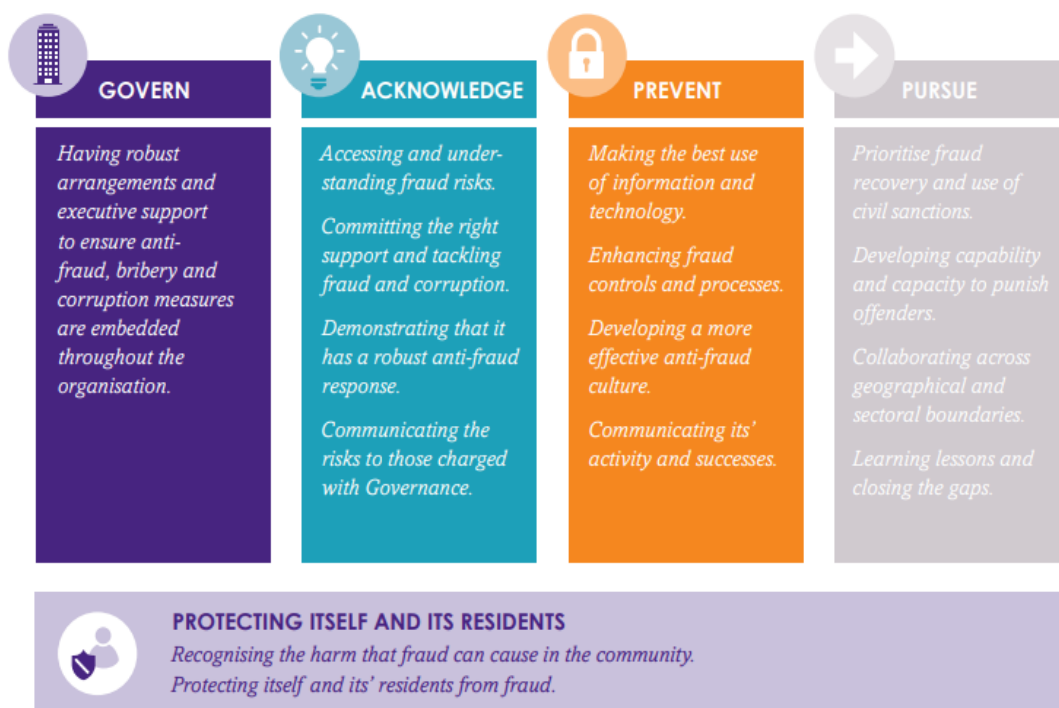 GOVERN
Having robust
arrangements and
executive support
to ensure anti-
fraud, bribery and
corruption measures
are embedded
throughout the
organisation.
ACKNOWLEDGE
Accessing and under-
standing fraud risks.
Committing the right
support and tackling
fraud and corruption.
Demonstrating that it
has a robust anti-fraud
response.
Communicating the
risks to those charged
with Governance.
PREVENT
Making the best use
of information and
technology.
Enhancing fraud
controls and processes.
Developing a more
effective anti-fraud
culture.
Communicating its’
activity and successes.
PURSUE
Prioritise fraud
recovery and use of
civil sanctions.
Developing capability
and capacity to punish
offenders.
Collaborating across
geographical and
sectoral boundaries.
Learning lessons and
closing the gaps.
PROTECTING ITSELF AND ITS RESIDENTS
Recognising the harm that fraud can cause in the community.
Protecting itself and its’ residents from fraud.